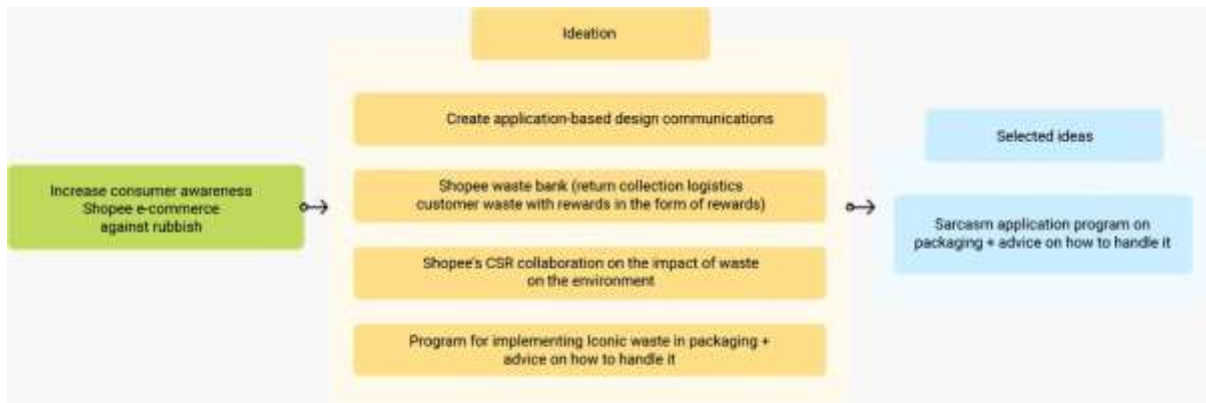 Ideation
Create application-based design communications
Increase consumer awareness
Shopee e-commerce
against rubbish
Shopee waste bank (return collection logistics
customer waste with rewards in the form of rewards)
Shopee's CSR collaboration on the impact of waste
on the environment
Program for implementing Iconic waste in packaging +
advice on how to handle it
Selected ideas
Sarcasm application program on
packaging + advice on how to handle it